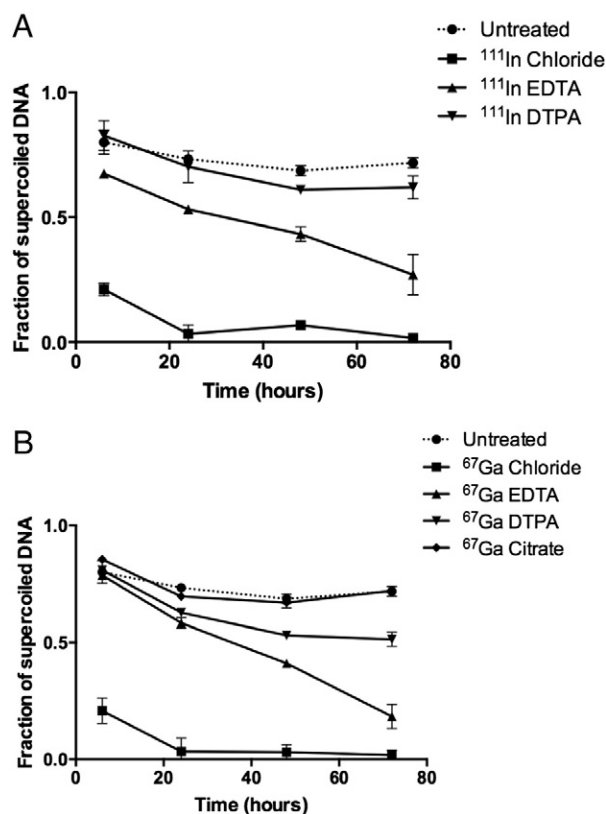 A
Untreated
¹¹¹In Chloride
¹¹¹In EDTA
¹¹¹In DTPA
Fraction of supercoiled DNA
1.0
0.5
0.0
0 20 40 60 80
Time (hours)
B
Untreated
⁶⁷Ga Chloride
⁶⁷Ga EDTA
⁶⁷Ga DTPA
⁶⁷Ga Citrate
Fraction of supercoiled DNA
1.0
0.5
0.0
0 20 40 60 80
Time (hours)